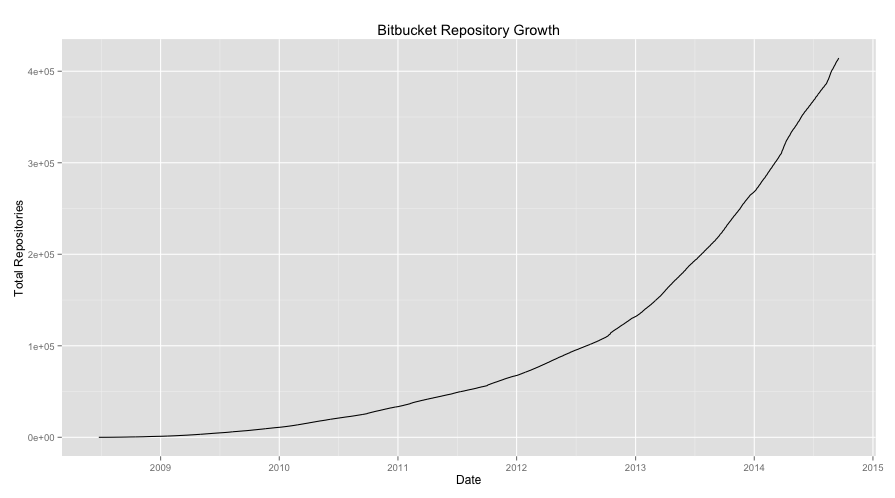 Bitbucket Repository Growth
4e+05
3e+05
2e+05
1e+05
0e+00
Total Repositories
2009 2010 2011 2012 2013 2014 2015
Date